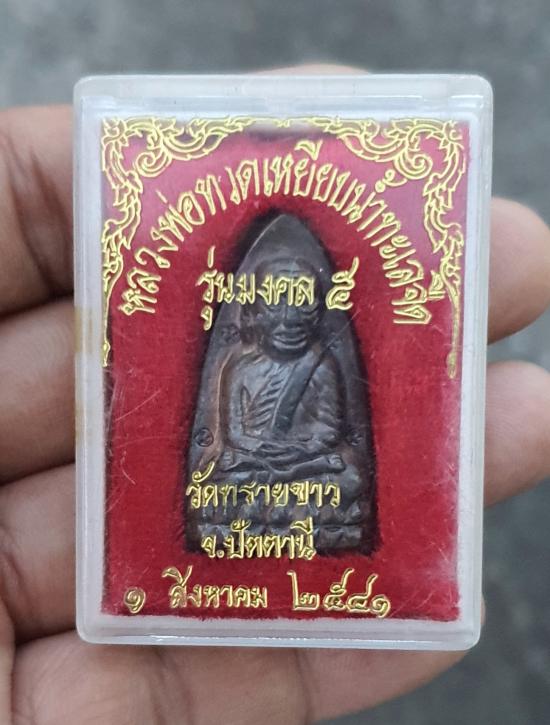 หลวงพ่อทวดเหยียบน้ำทะเลจืด
รุ่นมงคล ๕
วัดทรายขาว
จ.ปัตตานี
๑ สิงหาคม ๒๕๔๑